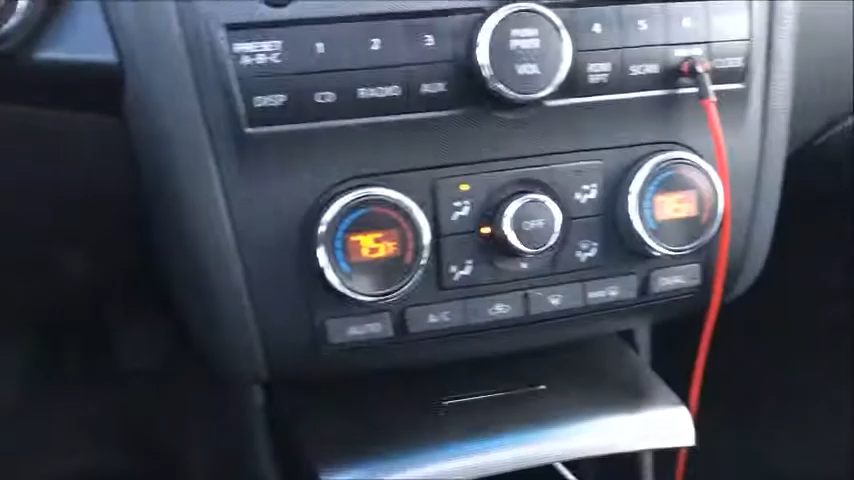 PRESET
A·B·C
1
2
3
PUSH
PWR
VOL
4
5
6
DISP
CD
RADIO
AUX
SCAN
75°F
OFF
75°F
AUTO
A/C
DUAL